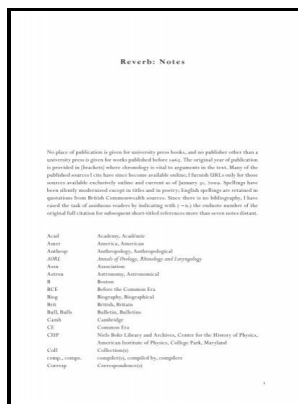 Reverb: Notes
No place of publication is given for university press books, and no publisher other than a
university press is given for works published before 1965. The original year of publication
is provided in [brackets] where chronology is vital to arguments in the text. Many of the
published sources I cite have since become available online; I furnish URLs only for those
sources available exclusively online and current as of January 31, 2009. Spellings have
been silently modernized except in titles and in poetry; English spellings are retained in
quotations from British Commonwealth sources. Since there is no bibliography, I have
eased the task of assiduous readers by indicating with (→n.) the endnote number of the
original full citation for subsequent short-titled references more than seven notes distant.
Acad Academy, Académie
Amer America, American
Anthrop Anthropology, Anthropological
AORL Annals of Otology, Rhinology and Laryngology
Assn Association
Astron Astronomy, Astronomical
B Boston
BCE Before the Common Era
Biog Biography, Biographical
Brit British, Britain
Bull, Bulls Bulletin, Bulletins
Camb Cambridge
CE Common Era
CHP Niels Bohr Library and Archives, Center for the History of Physics,
American Institute of Physics, College Park, Maryland
Coll Collection(s)
comp., comps. compiler(s), compiled by, compilers
Corresp Correspondence(s)
1